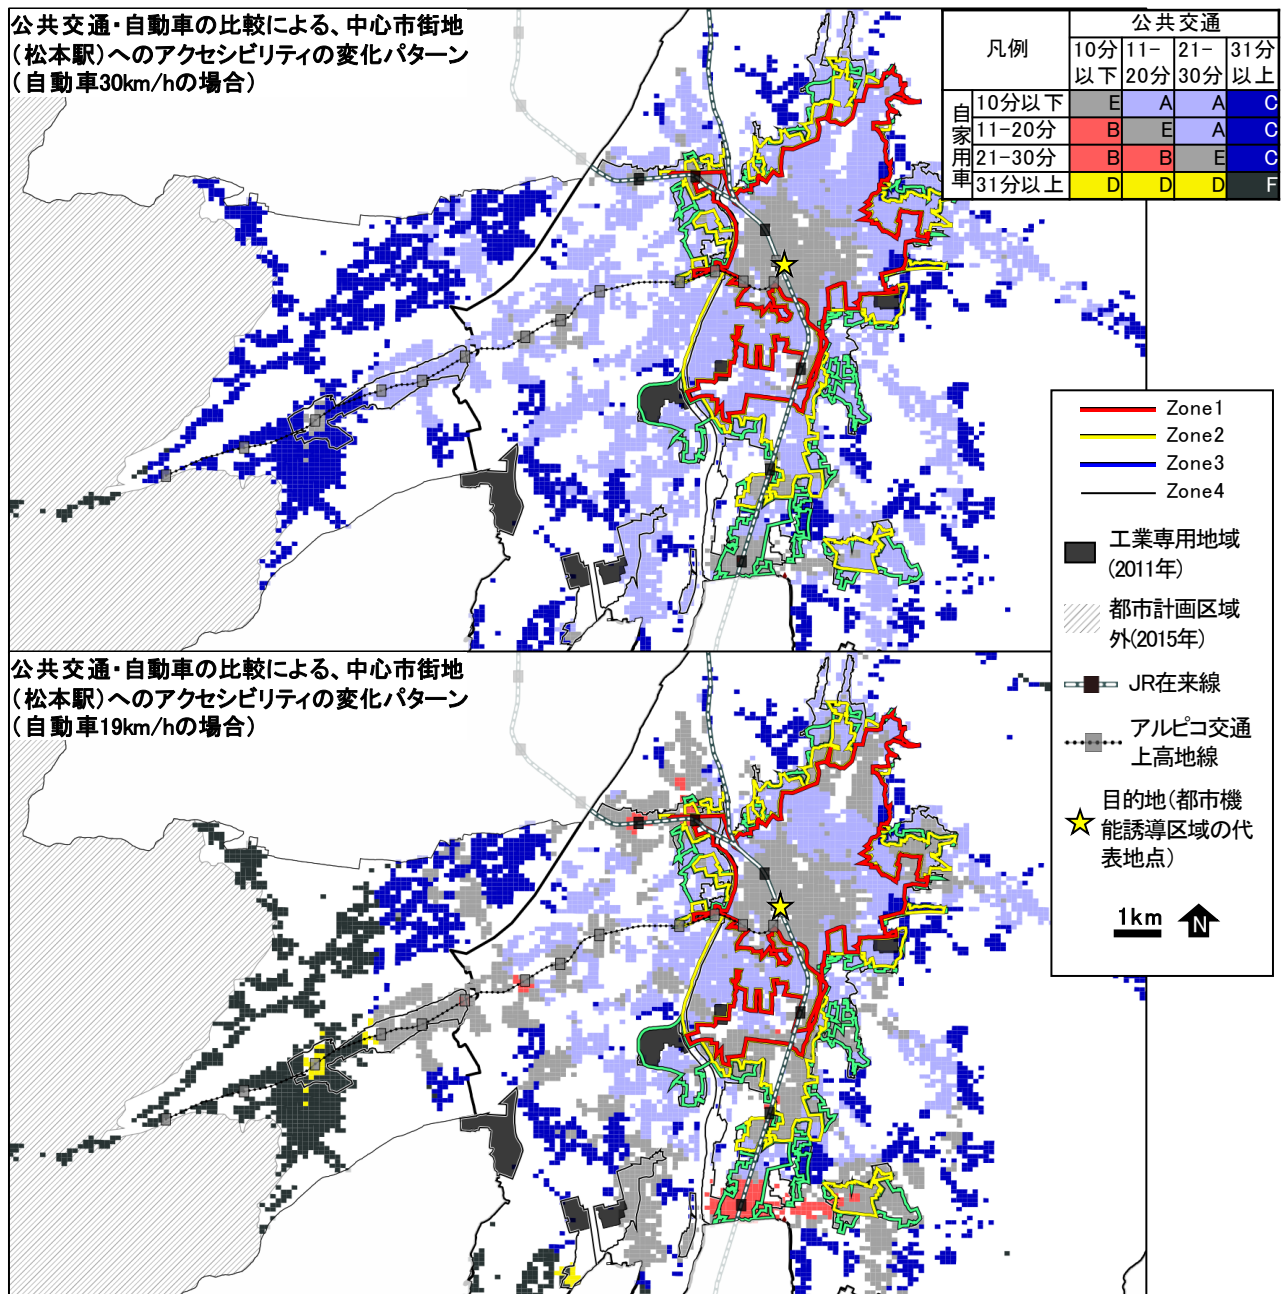 公共交通・自動車の比較による、中心市街地
(松本駅)へのアクセシビリティの変化パターン
(自動車30km/hの場合)
凡例
公共交通
10分以下 11-20分 21-30分 31分以上
自家用車
10分以下 E A A C
11-20分 B E A C
21-30分 B B E C
31分以上 D D D F
Zone1
Zone2
Zone3
Zone4
工業専用地域
(2011年)
都市計画区域
外(2015年)
JR在来線
アルピコ交通
上高地線
目的地(都市機
能誘導区域の代
表地点)
1km N
公共交通・自動車の比較による、中心市街地
(松本駅)へのアクセシビリティの変化パターン
(自動車19km/hの場合)